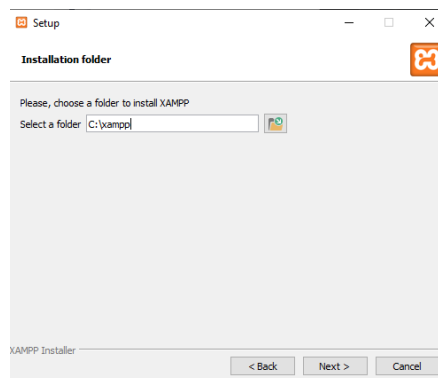 Setup
Installation folder
Please, choose a folder to install XAMPP
Select a folder C:\xampp
XAMPP Installer
< Back Next > Cancel